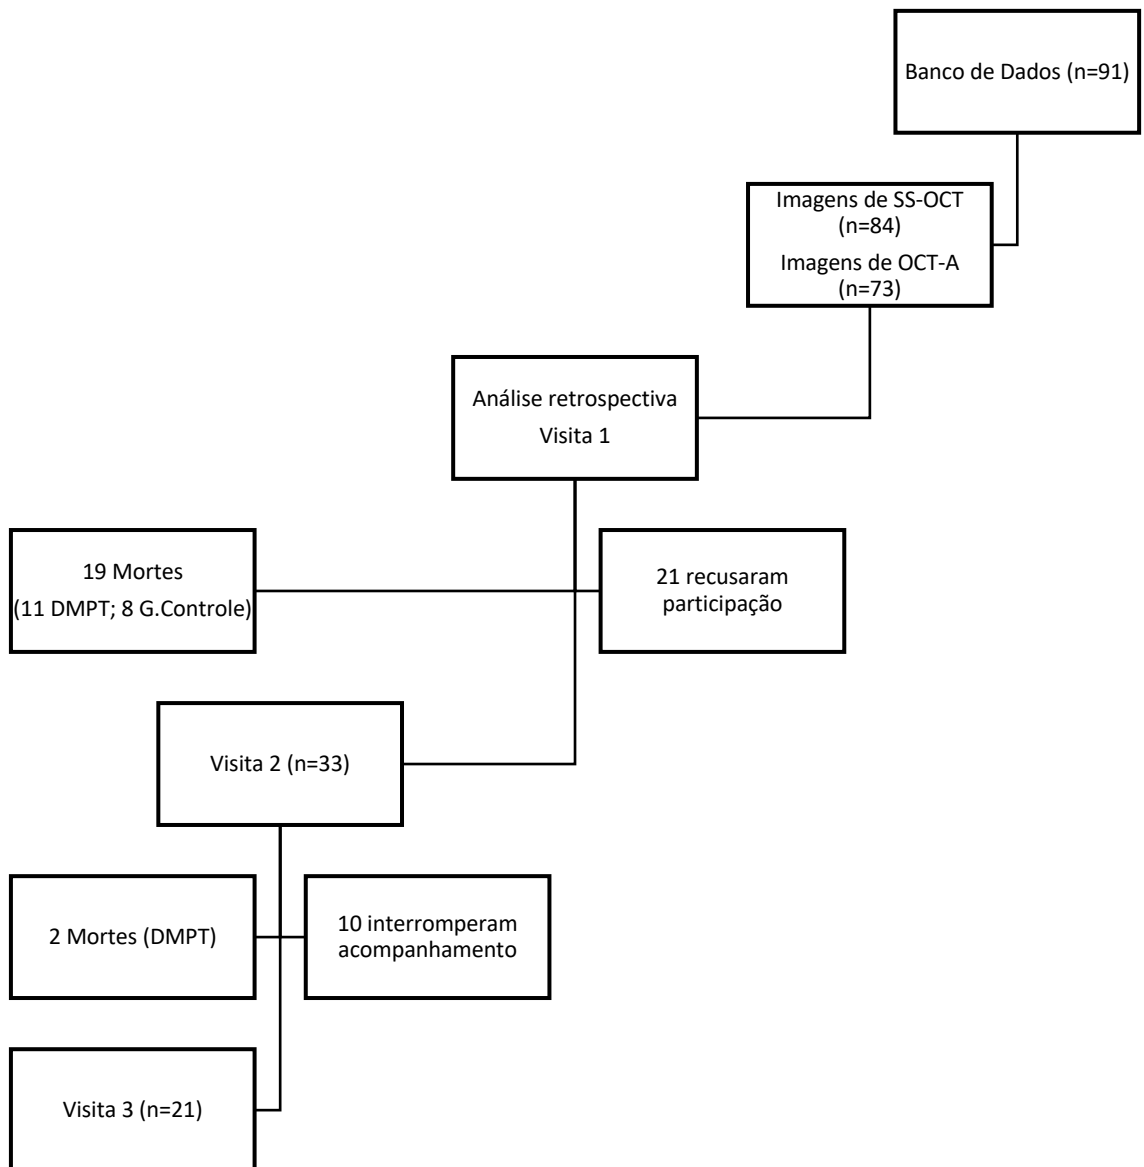 Banco de Dados (n=91)
Imagens de SS-OCT
(n=84)
Imagens de OCT-A
(n=73)
Análise retrospectiva
Visita 1
19 Mortes
(11 DMPT; 8 G.Controle)
21 recusaram
participação
Visita 2 (n=33)
2 Mortes (DMPT)
10 interromperam
acompanhamento
Visita 3 (n=21)